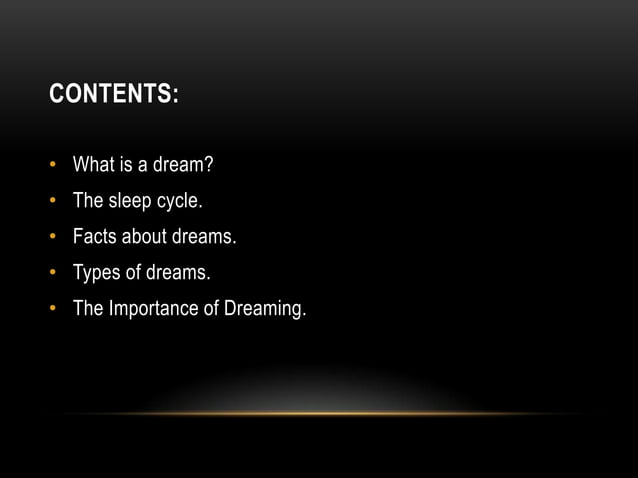 CONTENTS:
• What is a dream?
• The sleep cycle.
• Facts about dreams.
• Types of dreams.
• The Importance of Dreaming.